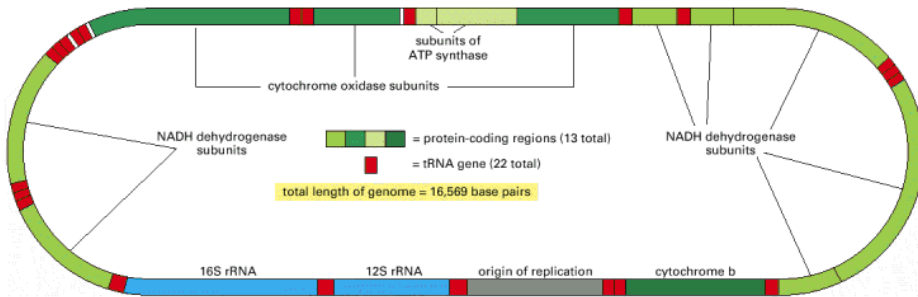 subunits of
ATP synthase
cytochrome oxidase subunits
NADH dehydrogenase
subunits
= protein-coding regions (13 total)
NADH dehydrogenase
subunits
= tRNA gene (22 total)
total length of genome = 16,569 base pairs
16S rRNA
12S rRNA
origin of replication
cytochrome b